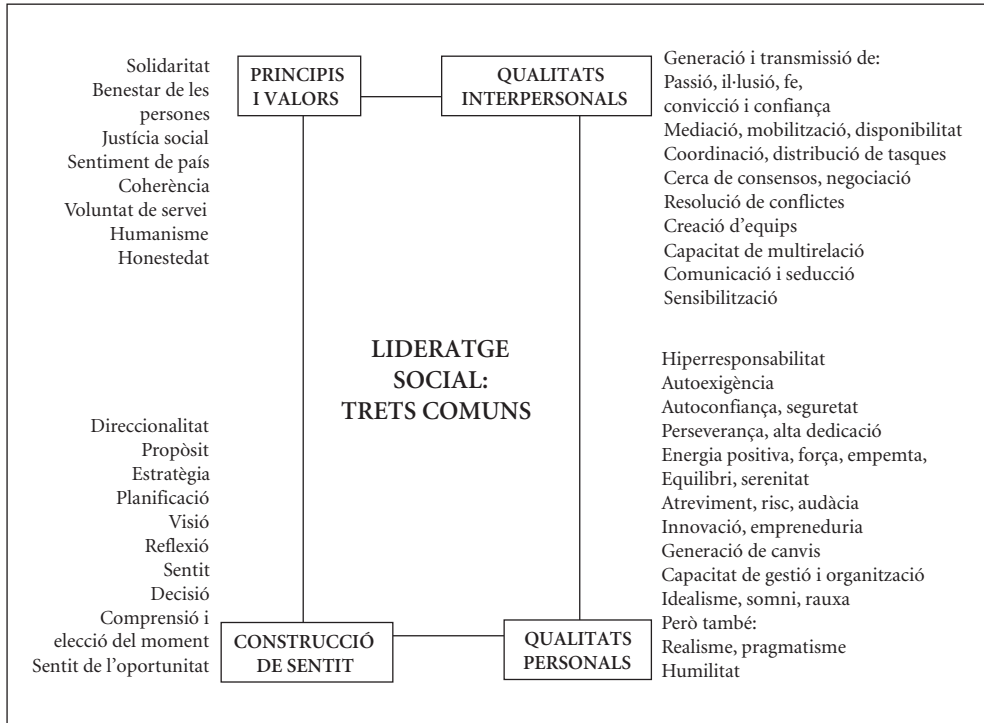 Solidaritat
Benestar de les
persones
Justícia social
Sentiment de país
Coherència
Voluntat de servei
Humanisme
Honestedat
PRINCIPIS
I VALORS
QUALITATS
INTERPERSONALS
Generació i transmissió de:
Passió, il·lusió, fe,
convicció i confiança
Mediació, mobilització, disponibilitat
Coordinació, distribució de tasques
Cerca de consensos, negociació
Resolució de conflictes
Creació d’equips
Capacitat de multirelació
Comunicació i seducció
Sensibilització
LIDERATGE
SOCIAL:
TRETS COMUNS
Direccionalitat
Propòsit
Estratègia
Planificació
Visió
Reflexió
Sentit
Decisió
Comprensió i
elecció del moment
Sentit de l’oportunitat
CONSTRUCCIÓ
DE SENTIT
QUALITATS
PERSONALS
Hiperresponsabilitat
Autoexigència
Autoconfiança, seguretat
Perseverança, alta dedicació
Energia positiva, força, empemta,
Equilibri, serenitat
Atreviment, risc, audàcia
Innovació, empreneduria
Generació de canvis
Capacitat de gestió i organització
Idealisme, somni, rauxa
Però també:
Realisme, pragmatisme
Humilitat